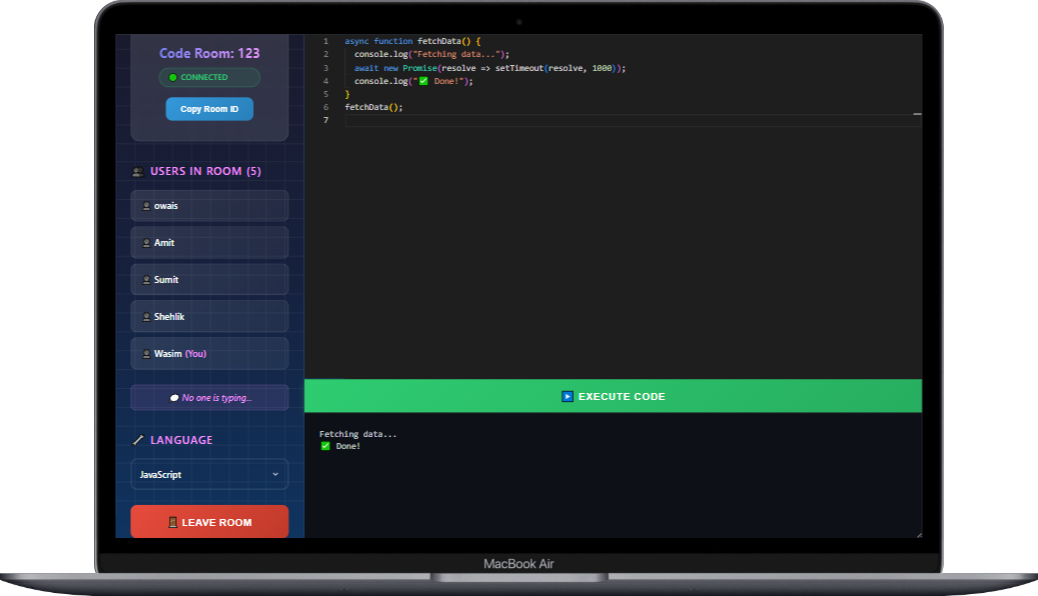 Code Room: 123
CONNECTED
Copy Room ID
USERS IN ROOM (5)
owais
Amit
Sumit
Shehlik
Wasim (You)
No one is typing...
LANGUAGE
JavaScript
LEAVE ROOM
1 async function fetchData() {
2 console.log("Fetching data...");
3 await new Promise(resolve => setTimeout(resolve, 1000));
4 console.log("✅ Done!");
5 }
6 fetchData();
7
EXECUTE CODE
Fetching data...
✅ Done!
MacBook Air